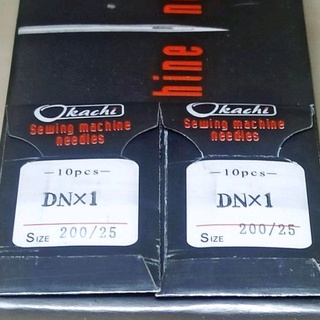 hine n
Okachi
Sewing machine
needles
-10pcs-
DN×1
SIZE 200/25
Okachi
Sewing machine
needles
-10pcs-
DN×1
SIZE 200/25